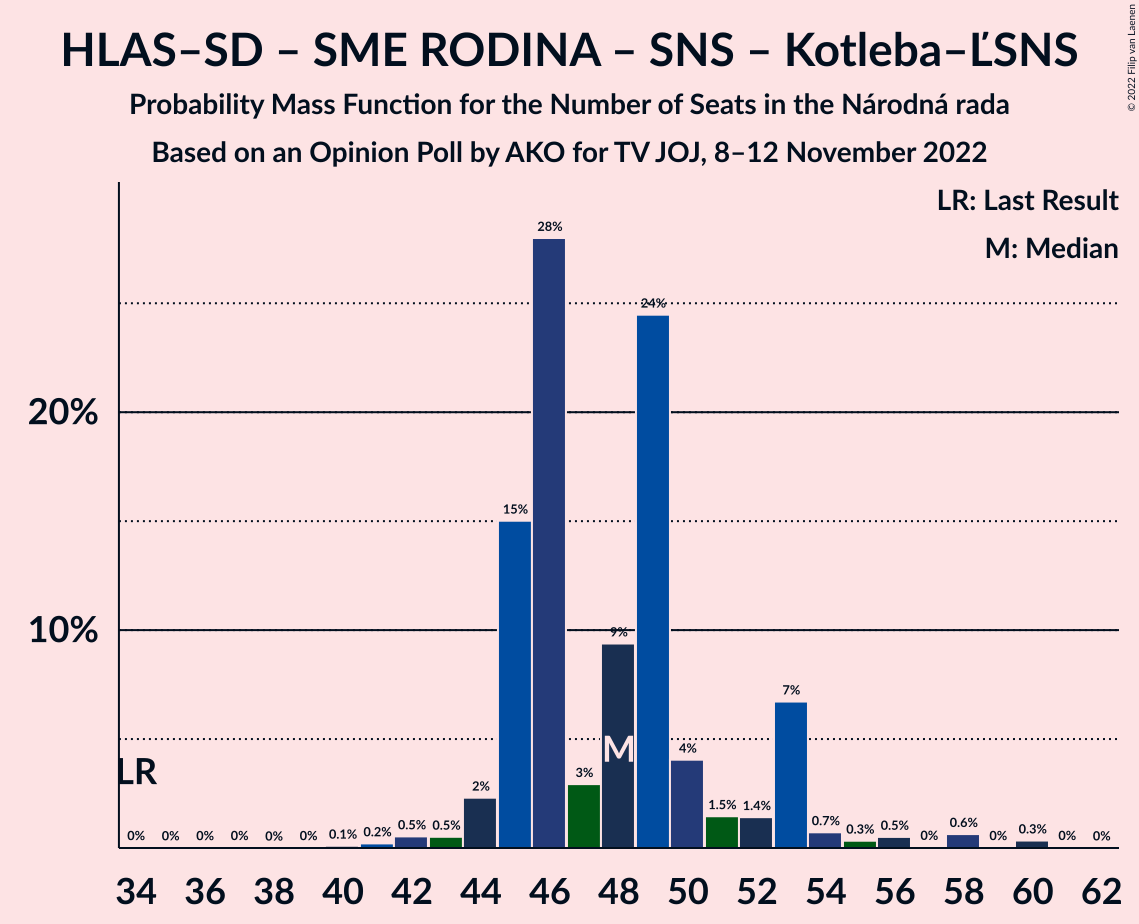 HLAS–SD – SME RODINA – SNS – Kotleba–ĽSNS
Probability Mass Function for the Number of Seats in the Národná rada
Based on an Opinion Poll by AKO for TV JOJ, 8–12 November 2022
© 2022 Filip van Laenen
LR: Last Result
M: Median
28%
24%
20%
15%
10%
9%
7%
M
4%
LR
3%
2%
1.5%
1.4%
0% 0% 0% 0% 0% 0% 0.1% 0.2% 0.5% 0.5% 0.7% 0.3% 0.5% 0% 0.6% 0% 0.3% 0% 0%
34 36 38 40 42 44 46 48 50 52 54 56 58 60 62